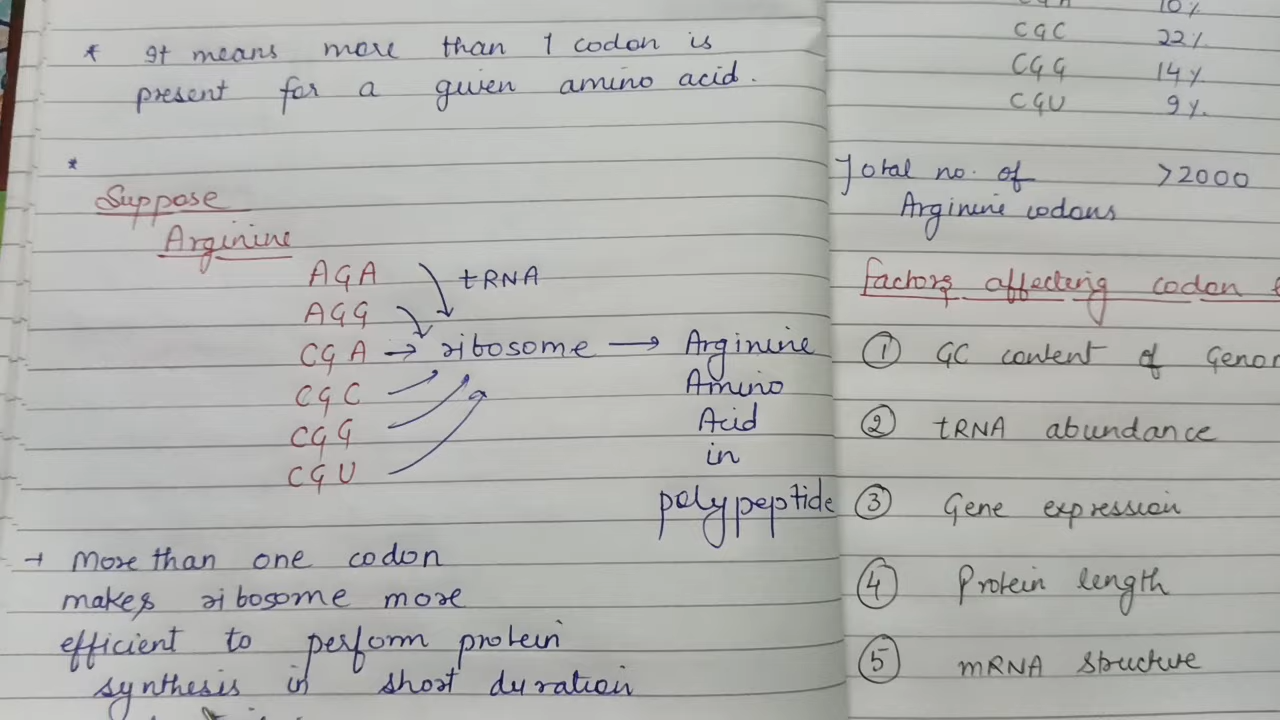 * It means more than 1 codon is
present for a given amino acid.
*
Suppose
Arginine
AGA
tRNA
AGG
CGA → ribosome → Arginine
CGC
Amino
CGG
Acid
CGU
in
polypeptide
→ More than one codon
makes ribosome more
efficient to perform protein
synthesis in short duration
10%
CGC 22%
CGG 14%
CGU 9%.
Total no. of >2000
Arginine codons
Factors affecting codon
① GC content of
② tRNA abundance
③ Gene expression
④ Protein length
⑤ mRNA structure